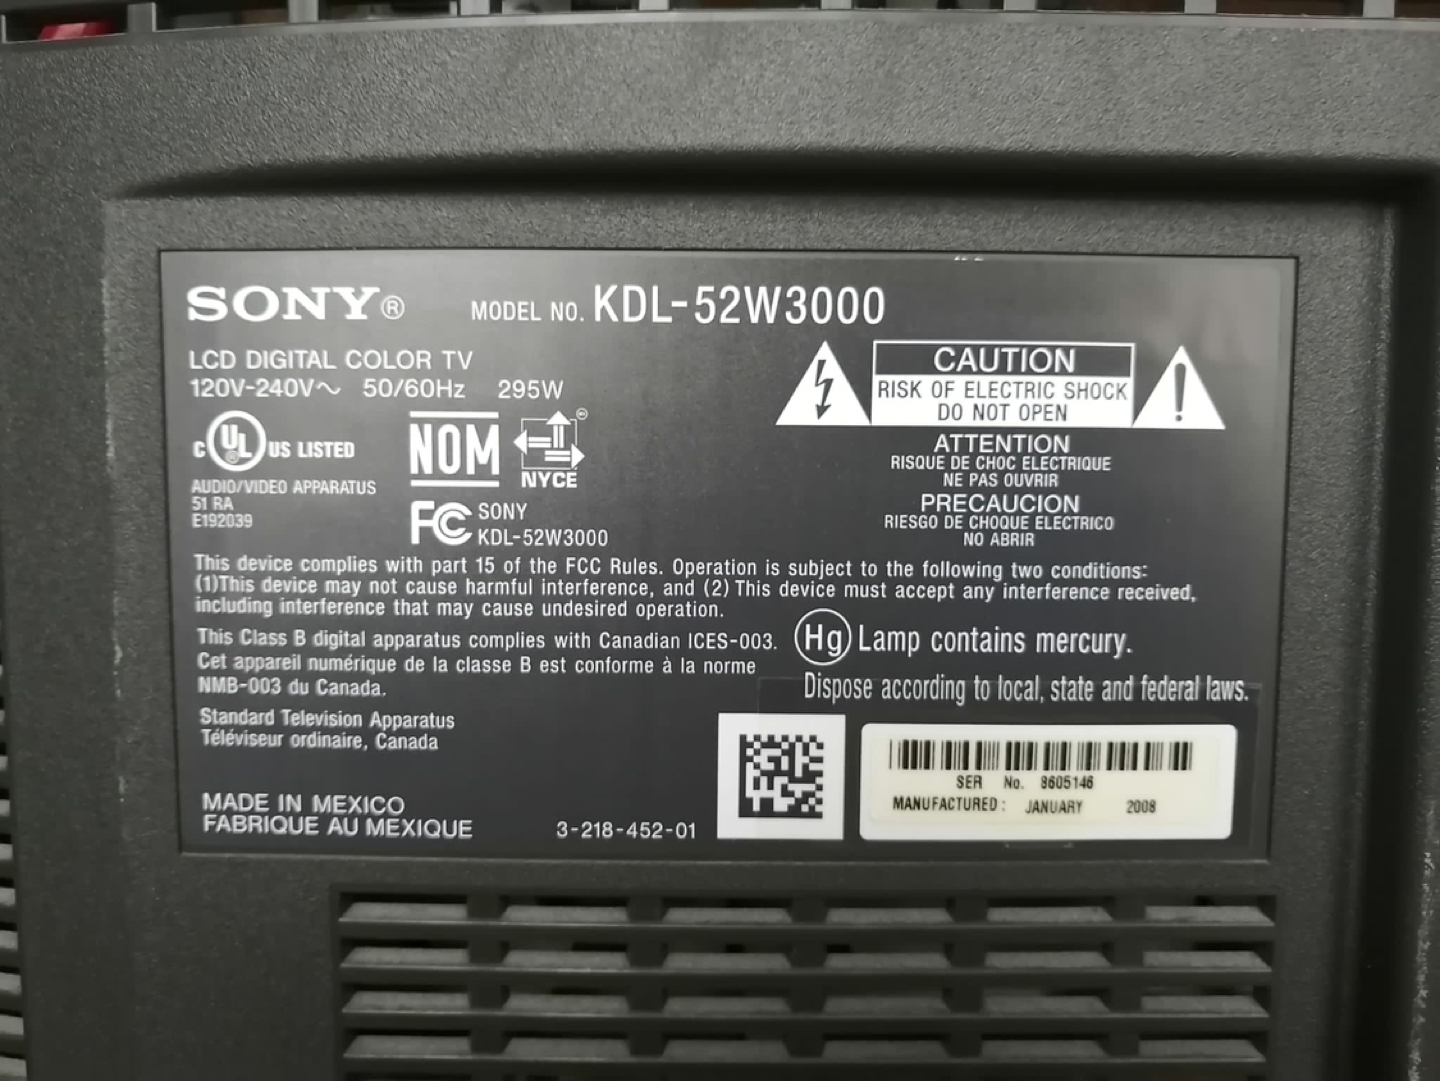 SONY®
MODEL NO. KDL-52W3000
LCD DIGITAL COLOR TV
120V-240V~ 50/60Hz 295W
C UL® US LISTED
NOM
NYCE
AUDIO/VIDEO APPARATUS
51 RA
E192039
FC SONY
KDL-52W3000
CAUTION
RISK OF ELECTRIC SHOCK
DO NOT OPEN
ATTENTION
RISQUE DE CHOC ELECTRIQUE
NE PAS OUVRIR
PRECAUCION
RIESGO DE CHOQUE ELECTRICO
NO ABRIR
This device complies with part 15 of the FCC Rules. Operation is subject to the following two conditions:
(1)This device may not cause harmful interference, and (2) This device must accept any interference received,
including interference that may cause undesired operation.
This Class B digital apparatus complies with Canadian ICES-003.
Cet appareil numérique de la classe B est conforme à la norme
NMB-003 du Canada.
Hg Lamp contains mercury.
Dispose according to local, state and federal laws.
Standard Television Apparatus
Téléviseur ordinaire, Canada
MADE IN MEXICO
FABRIQUE AU MEXIQUE
3-218-452-01
SER No. 8605146
MANUFACTURED: JANUARY 2008